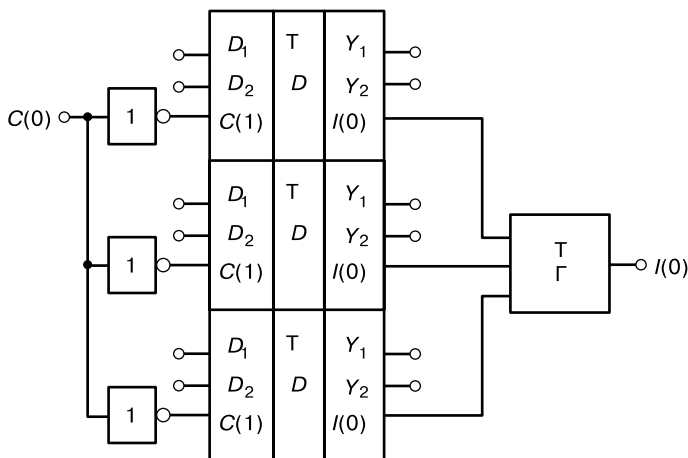 D₁ T Y₁
D₂ D Y₂
C(0) 1 C(1) I(0)
D₁ T Y₁
D₂ D Y₂
1 C(1) I(0)
Т
Г
I(0)
D₁ T Y₁
D₂ D Y₂
1 C(1) I(0)